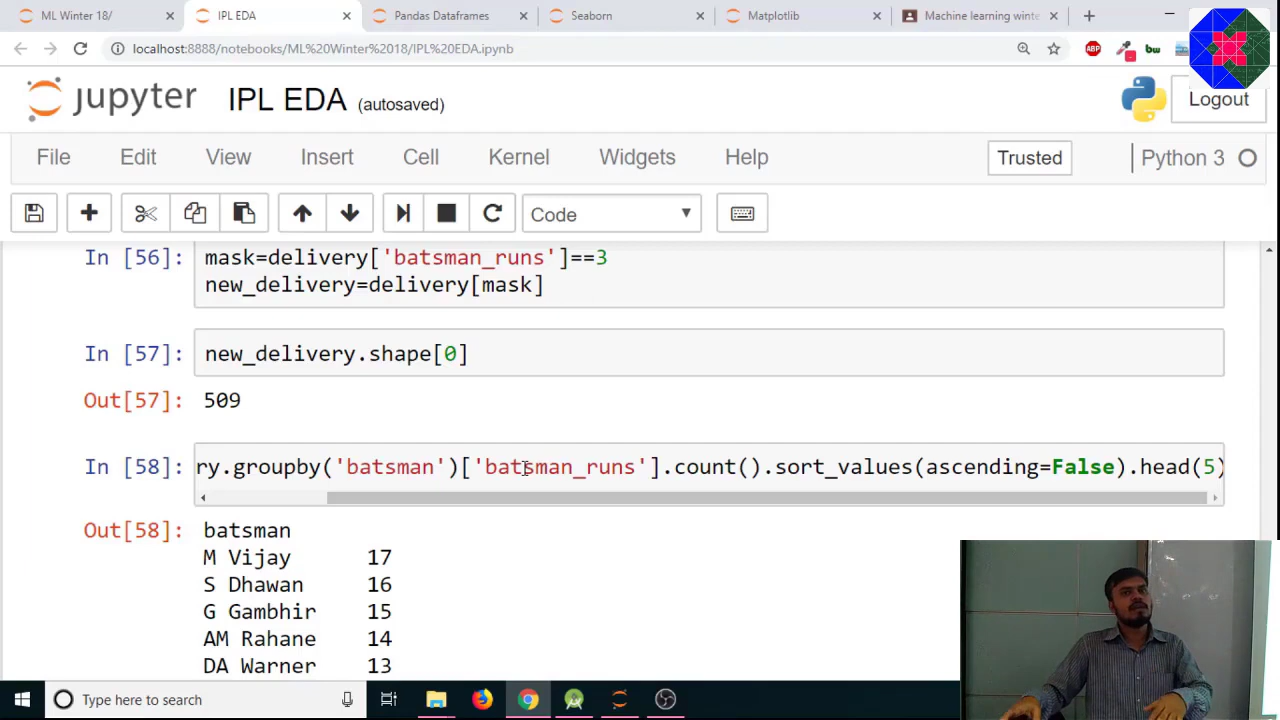 ML Winter 18/
IPL EDA
Pandas Dataframes
Seaborn
Matplotlib
Machine learning winte
localhost:8888/notebooks/ML%20Winter%2018/IPL%20EDA.ipynb
ABP
bw
jupyter IPL EDA (autosaved)
Logout
File Edit View Insert Cell Kernel Widgets Help
Trusted
Python 3
Code
In [56]: mask=delivery['batsman_runs']==3
new_delivery=delivery[mask]
In [57]: new_delivery.shape[0]
Out[57]: 509
In [58]: ry.groupby('batsman')['batsman_runs'].count().sort_values(ascending=False).head(5)
Out[58]: batsman
M Vijay 17
S Dhawan 16
G Gambhir 15
AM Rahane 14
DA Warner 13
Type here to search